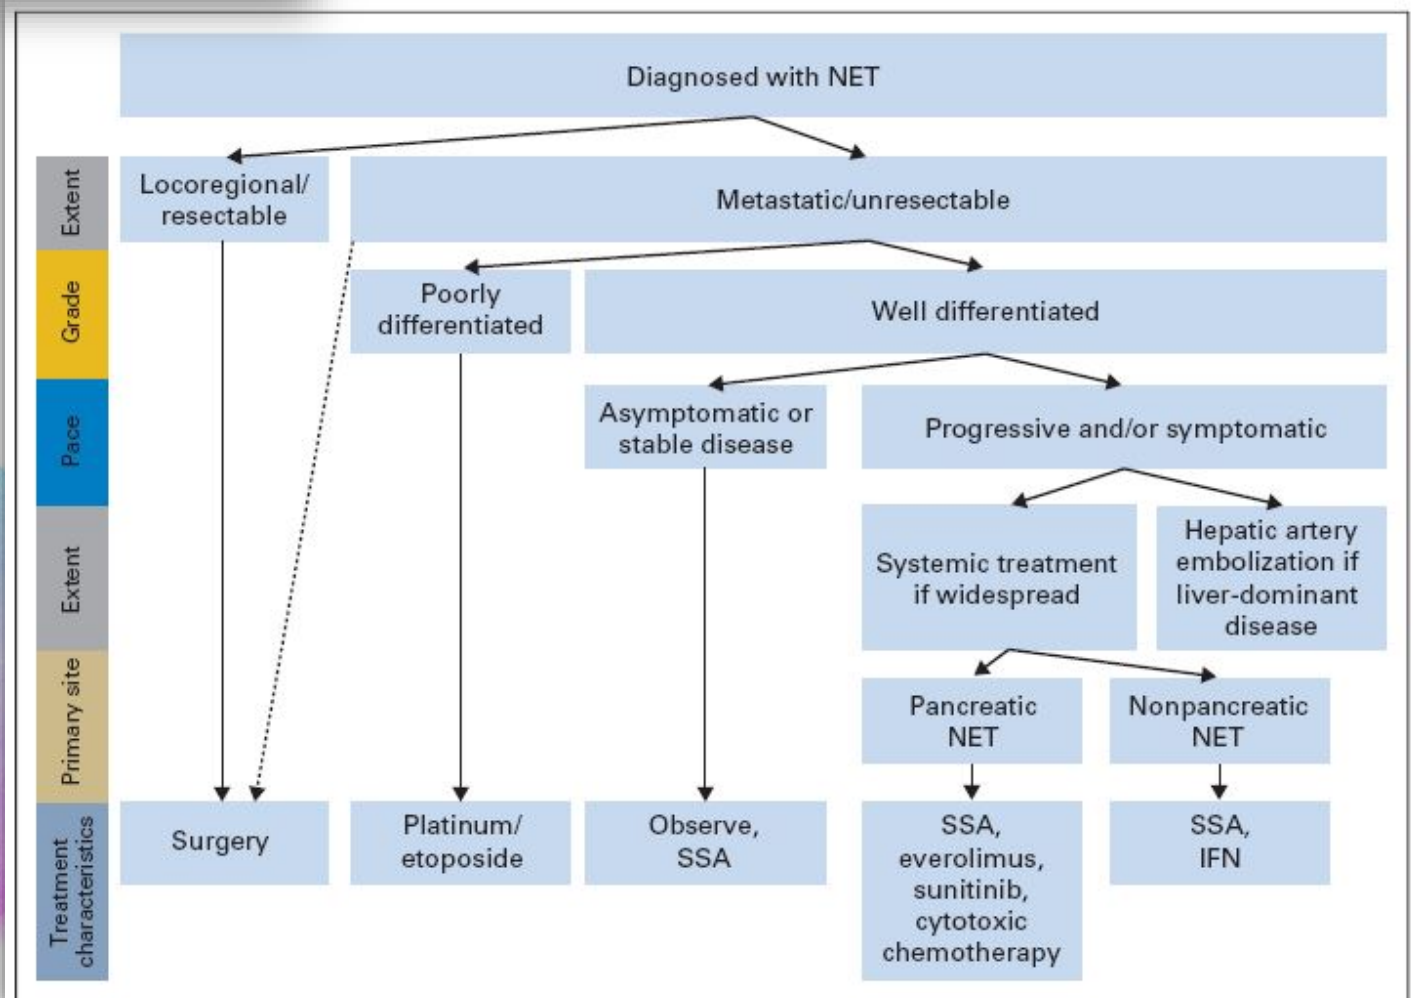 Diagnosed with NET
Extent
Locoregional/
resectable
Metastatic/unresectable
Grade
Poorly
differentiated
Well differentiated
Pace
Asymptomatic or
stable disease
Progressive and/or symptomatic
Extent
Systemic treatment
if widespread
Hepatic artery
embolization if
liver-dominant
disease
Primary site
Pancreatic
NET
Nonpancreatic
NET
Treatment
characteristics
Surgery
Platinum/
etoposide
Observe,
SSA
SSA,
everolimus,
sunitinib,
cytotoxic
chemotherapy
SSA,
IFN